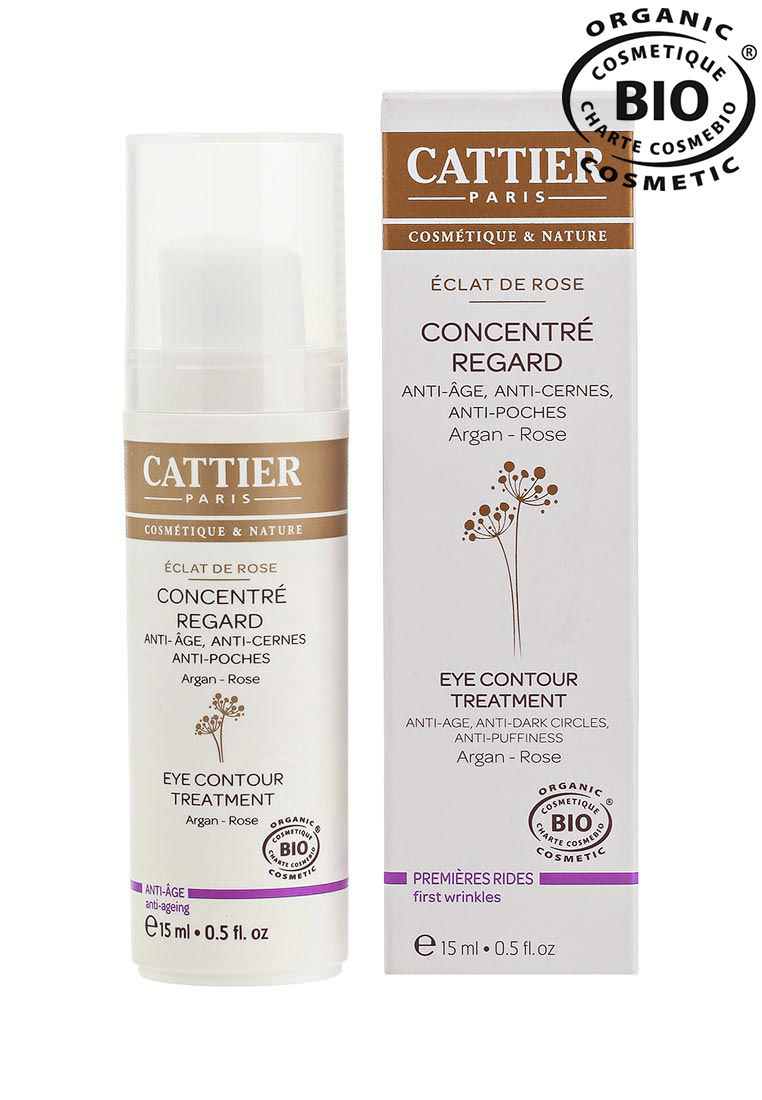 ORGANIC
COSMETIQUE
BIO
CHARTE COSMEBIO
COSMETIC
®
CATTIER
PARIS
COSMÉTIQUE & NATURE
ÉCLAT DE ROSE
CONCENTRÉ
REGARD
ANTI-ÂGE, ANTI-CERNES
ANTI-POCHES
Argan - Rose
EYE CONTOUR
TREATMENT
Argan - Rose
ORGANIC
COSMETIQUE
BIO
CHARTE COSMEBIO
COSMETIC
®
ANTI-ÂGE
anti-ageing
e 15 ml • 0.5 fl. oz
CATTIER
PARIS
COSMÉTIQUE & NATURE
ÉCLAT DE ROSE
CONCENTRÉ
REGARD
ANTI-ÂGE, ANTI-CERNES,
ANTI-POCHES
Argan - Rose
EYE CONTOUR
TREATMENT
ANTI-AGE, ANTI-DARK CIRCLES,
ANTI-PUFFINESS
Argan - Rose
ORGANIC
COSMETIQUE
BIO
CHARTE COSMEBIO
COSMETIC
®
PREMIÈRES RIDES
first wrinkles
e 15 ml • 0.5 fl. oz